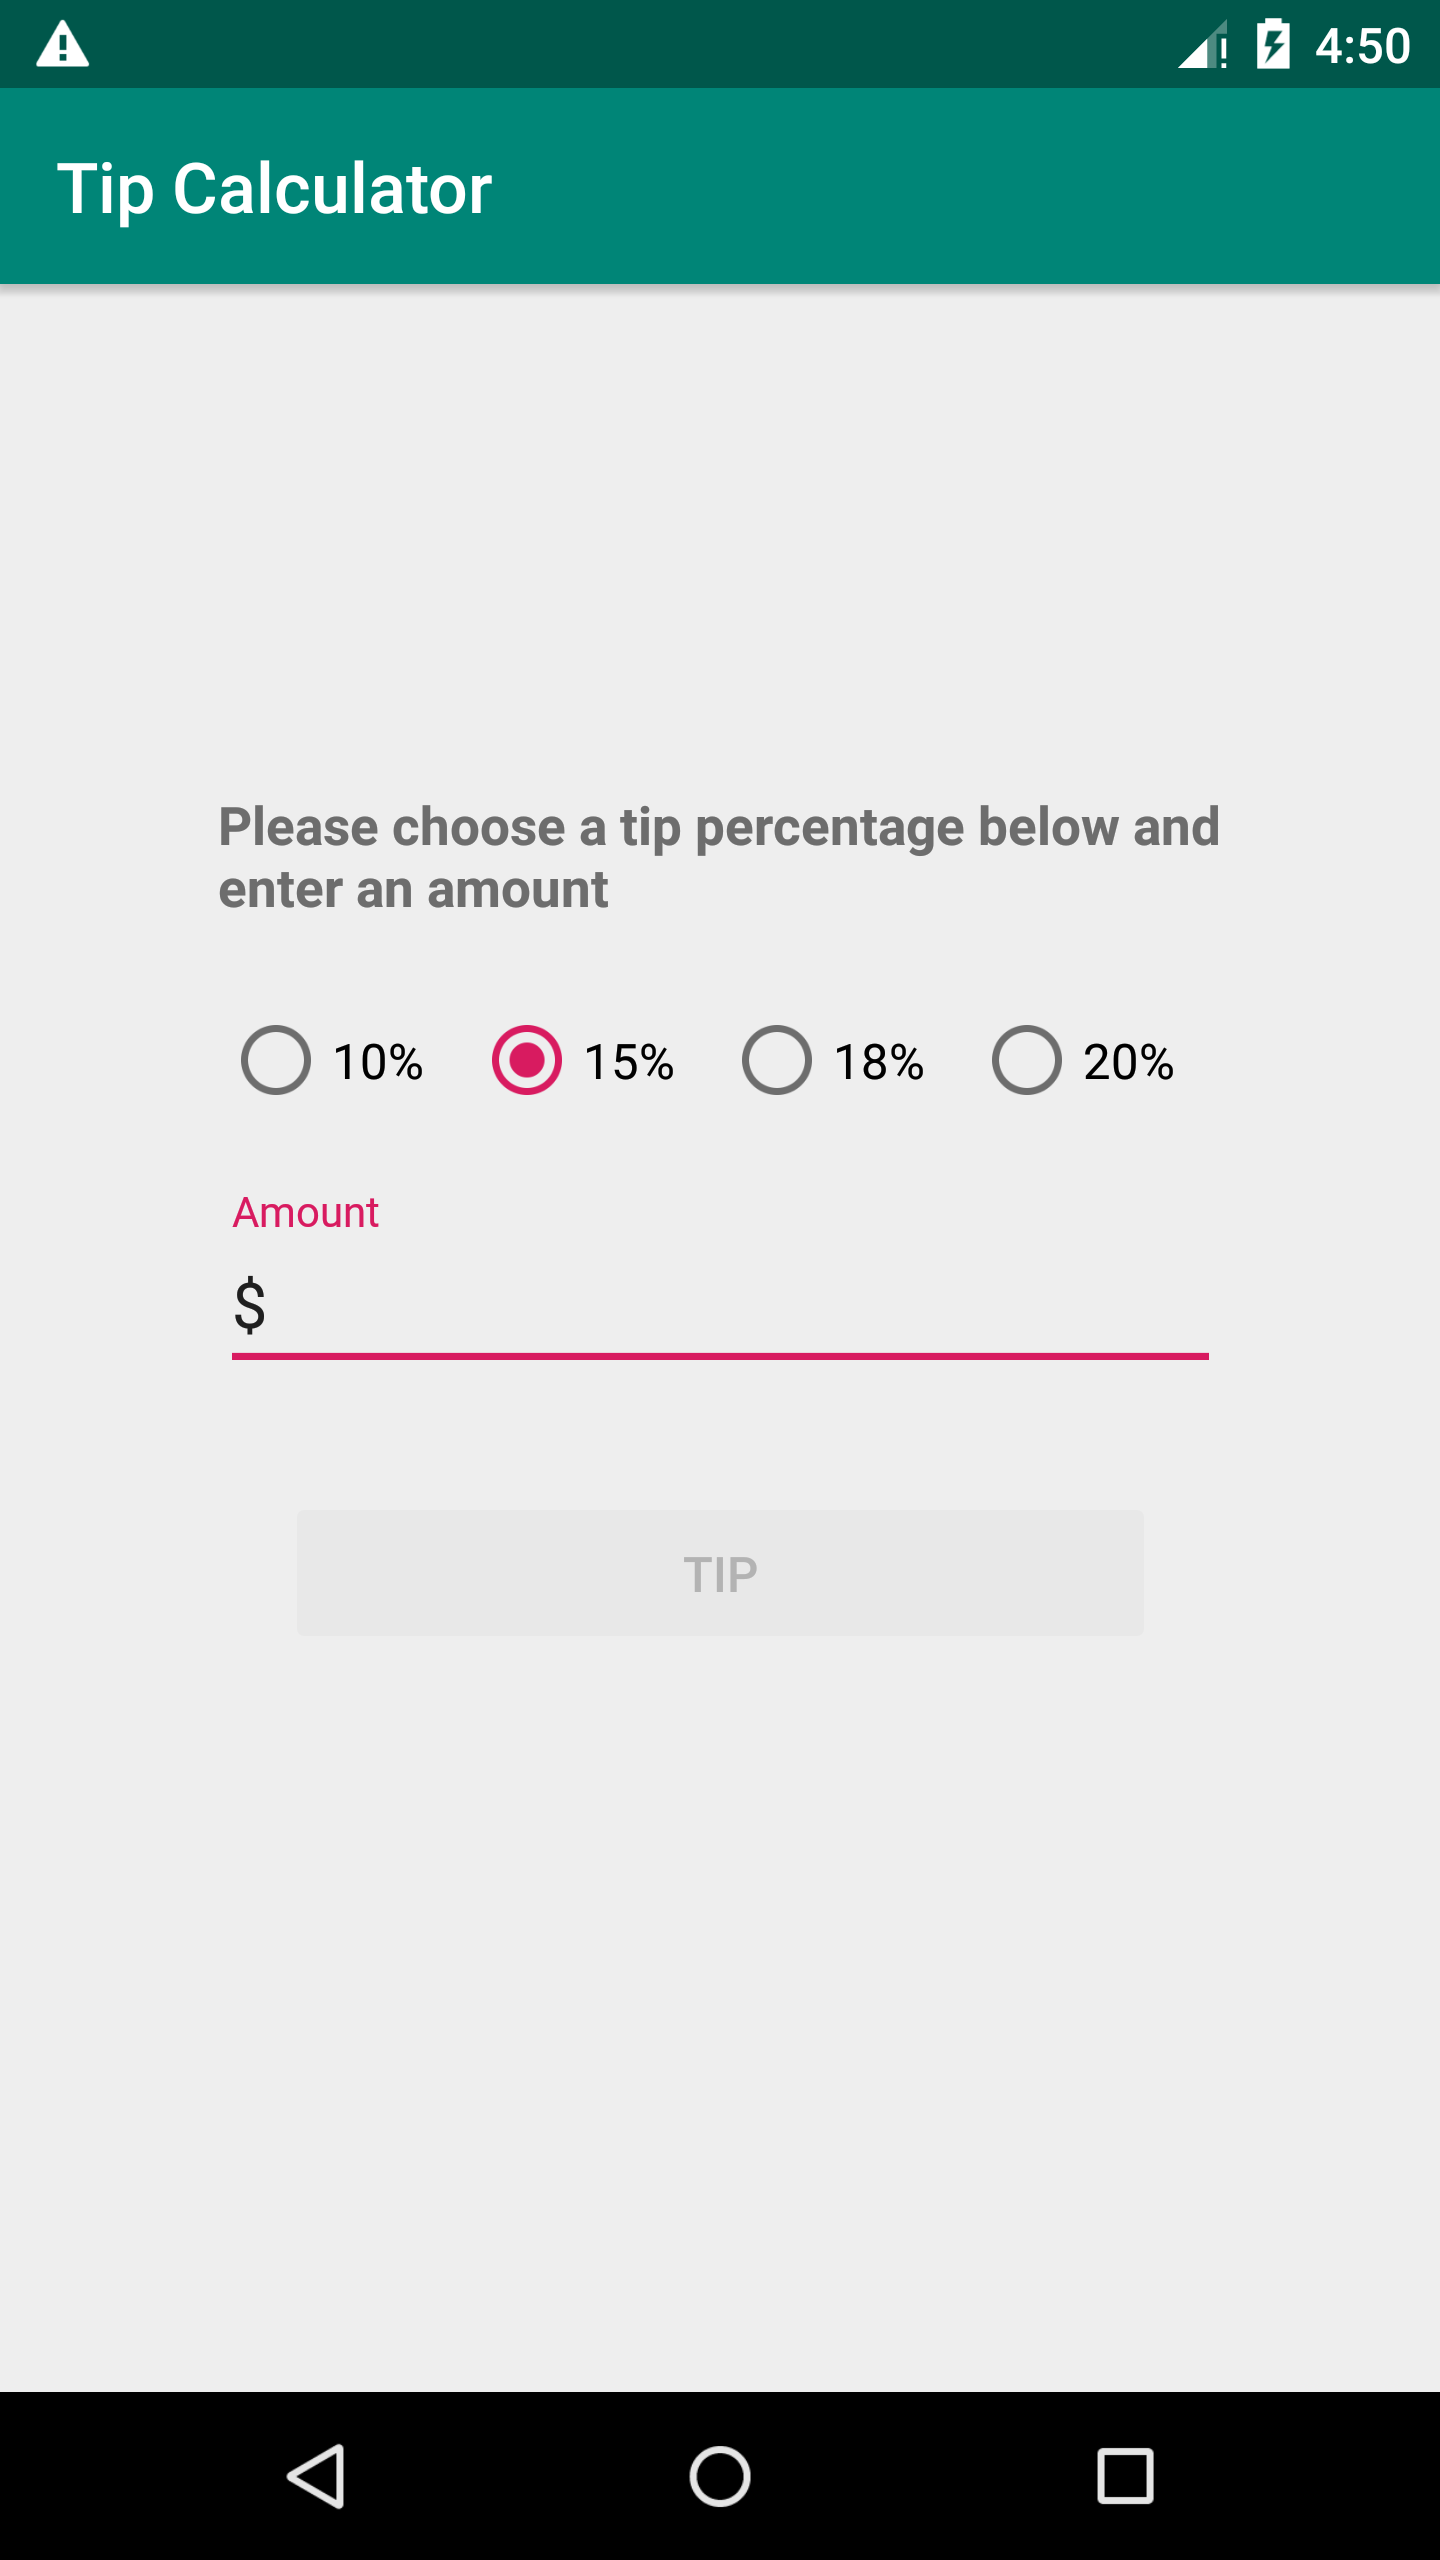 4:50
Tip Calculator
Please choose a tip percentage below and
enter an amount
10% 15% 18% 20%
Amount
$
TIP